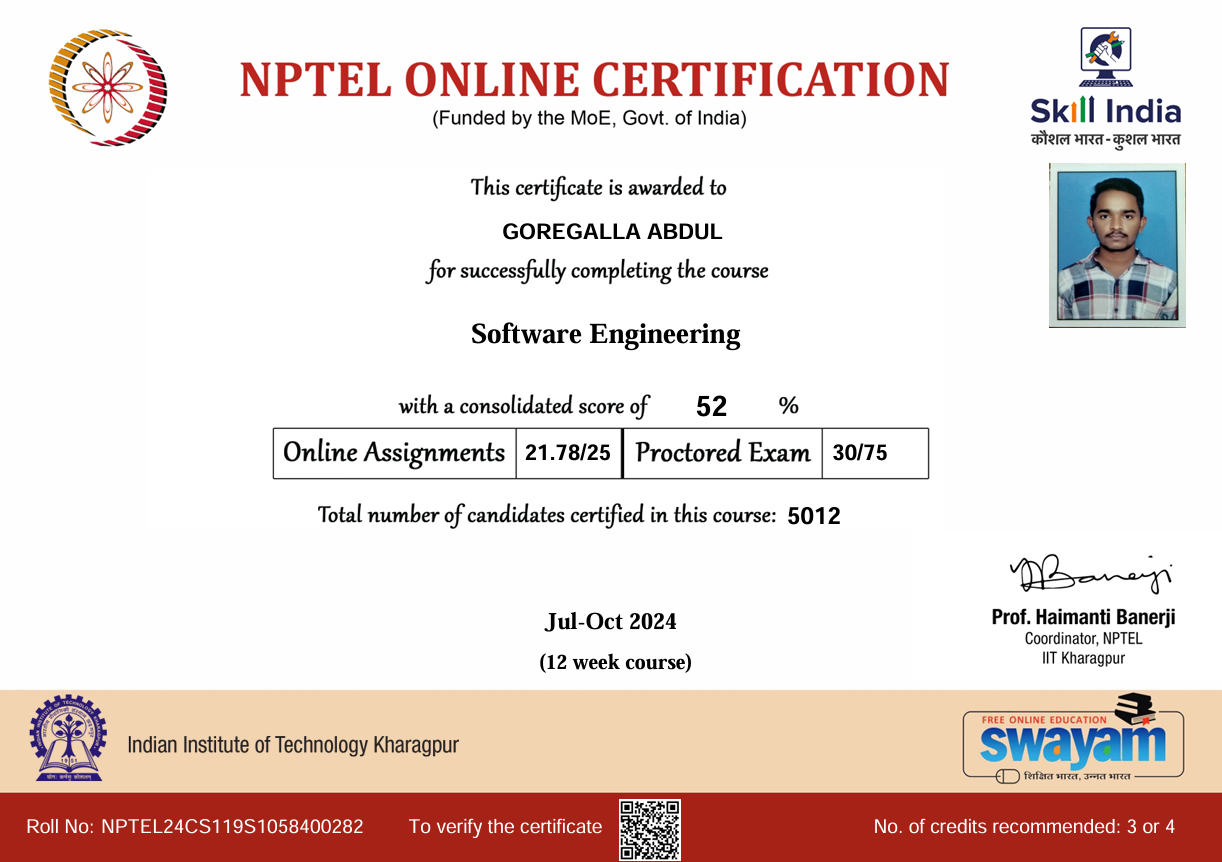 NPTEL ONLINE CERTIFICATION
(Funded by the MoE, Govt. of India)
Skill India
कौशल भारत - कुशल भारत
This certificate is awarded to
GOREGALLA ABDUL
for successfully completing the course
Software Engineering
with a consolidated score of 52 %
Online Assignments 21.78/25 Proctored Exam 30/75
Total number of candidates certified in this course: 5012
Jul-Oct 2024
(12 week course)
Banerji
Prof. Haimanti Banerji
Coordinator, NPTEL
IIT Kharagpur
Indian Institute of Technology Kharagpur
1951
FREE ONLINE EDUCATION
swayam
शिक्षित भारत, उन्नत भारत
Roll No: NPTEL24CS119S1058400282 To verify the certificate No. of credits recommended: 3 or 4